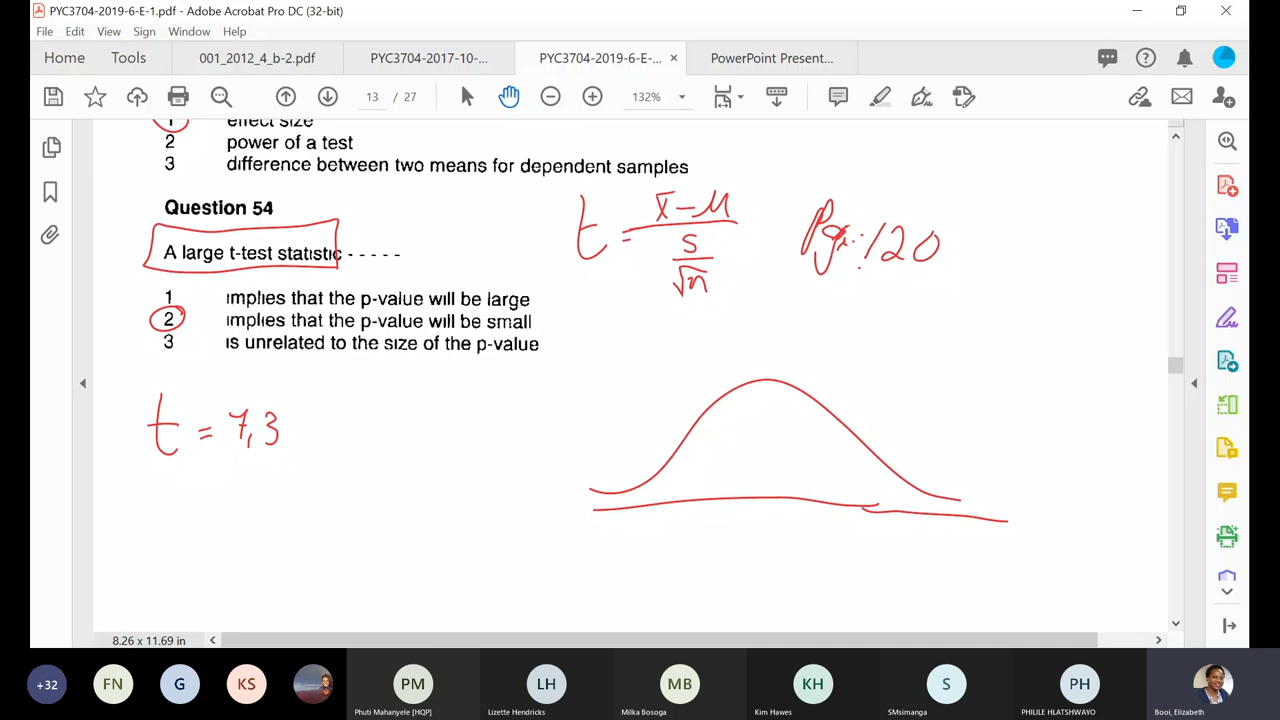 PYC3704-2019-6-E-1.pdf - Adobe Acrobat Pro DC (32-bit)
File Edit View Sign Window Help
Home Tools 001_2012_4_b-2.pdf PYC3704-2017-10-... PYC3704-2019-6-E-... × PowerPoint Present...
13 / 27 132%
1 effect size
2 power of a test
3 difference between two means for dependent samples
Question 54
A large t-test statistic - - - - -
1 implies that the p-value will be large
2 implies that the p-value will be small
3 is unrelated to the size of the p-value
t = x̄ - μ
s
√n
Pg: 120
t = 7,3
8.26 x 11.69 in
+32 FN G KS PM LH MB KH S PH
Phuti Mahanyele [HQP] Lizette Hendricks Milka Bosoga Kim Hawes SMsimanga PHILILE HLATSHWAYO Booi, Elizabeth